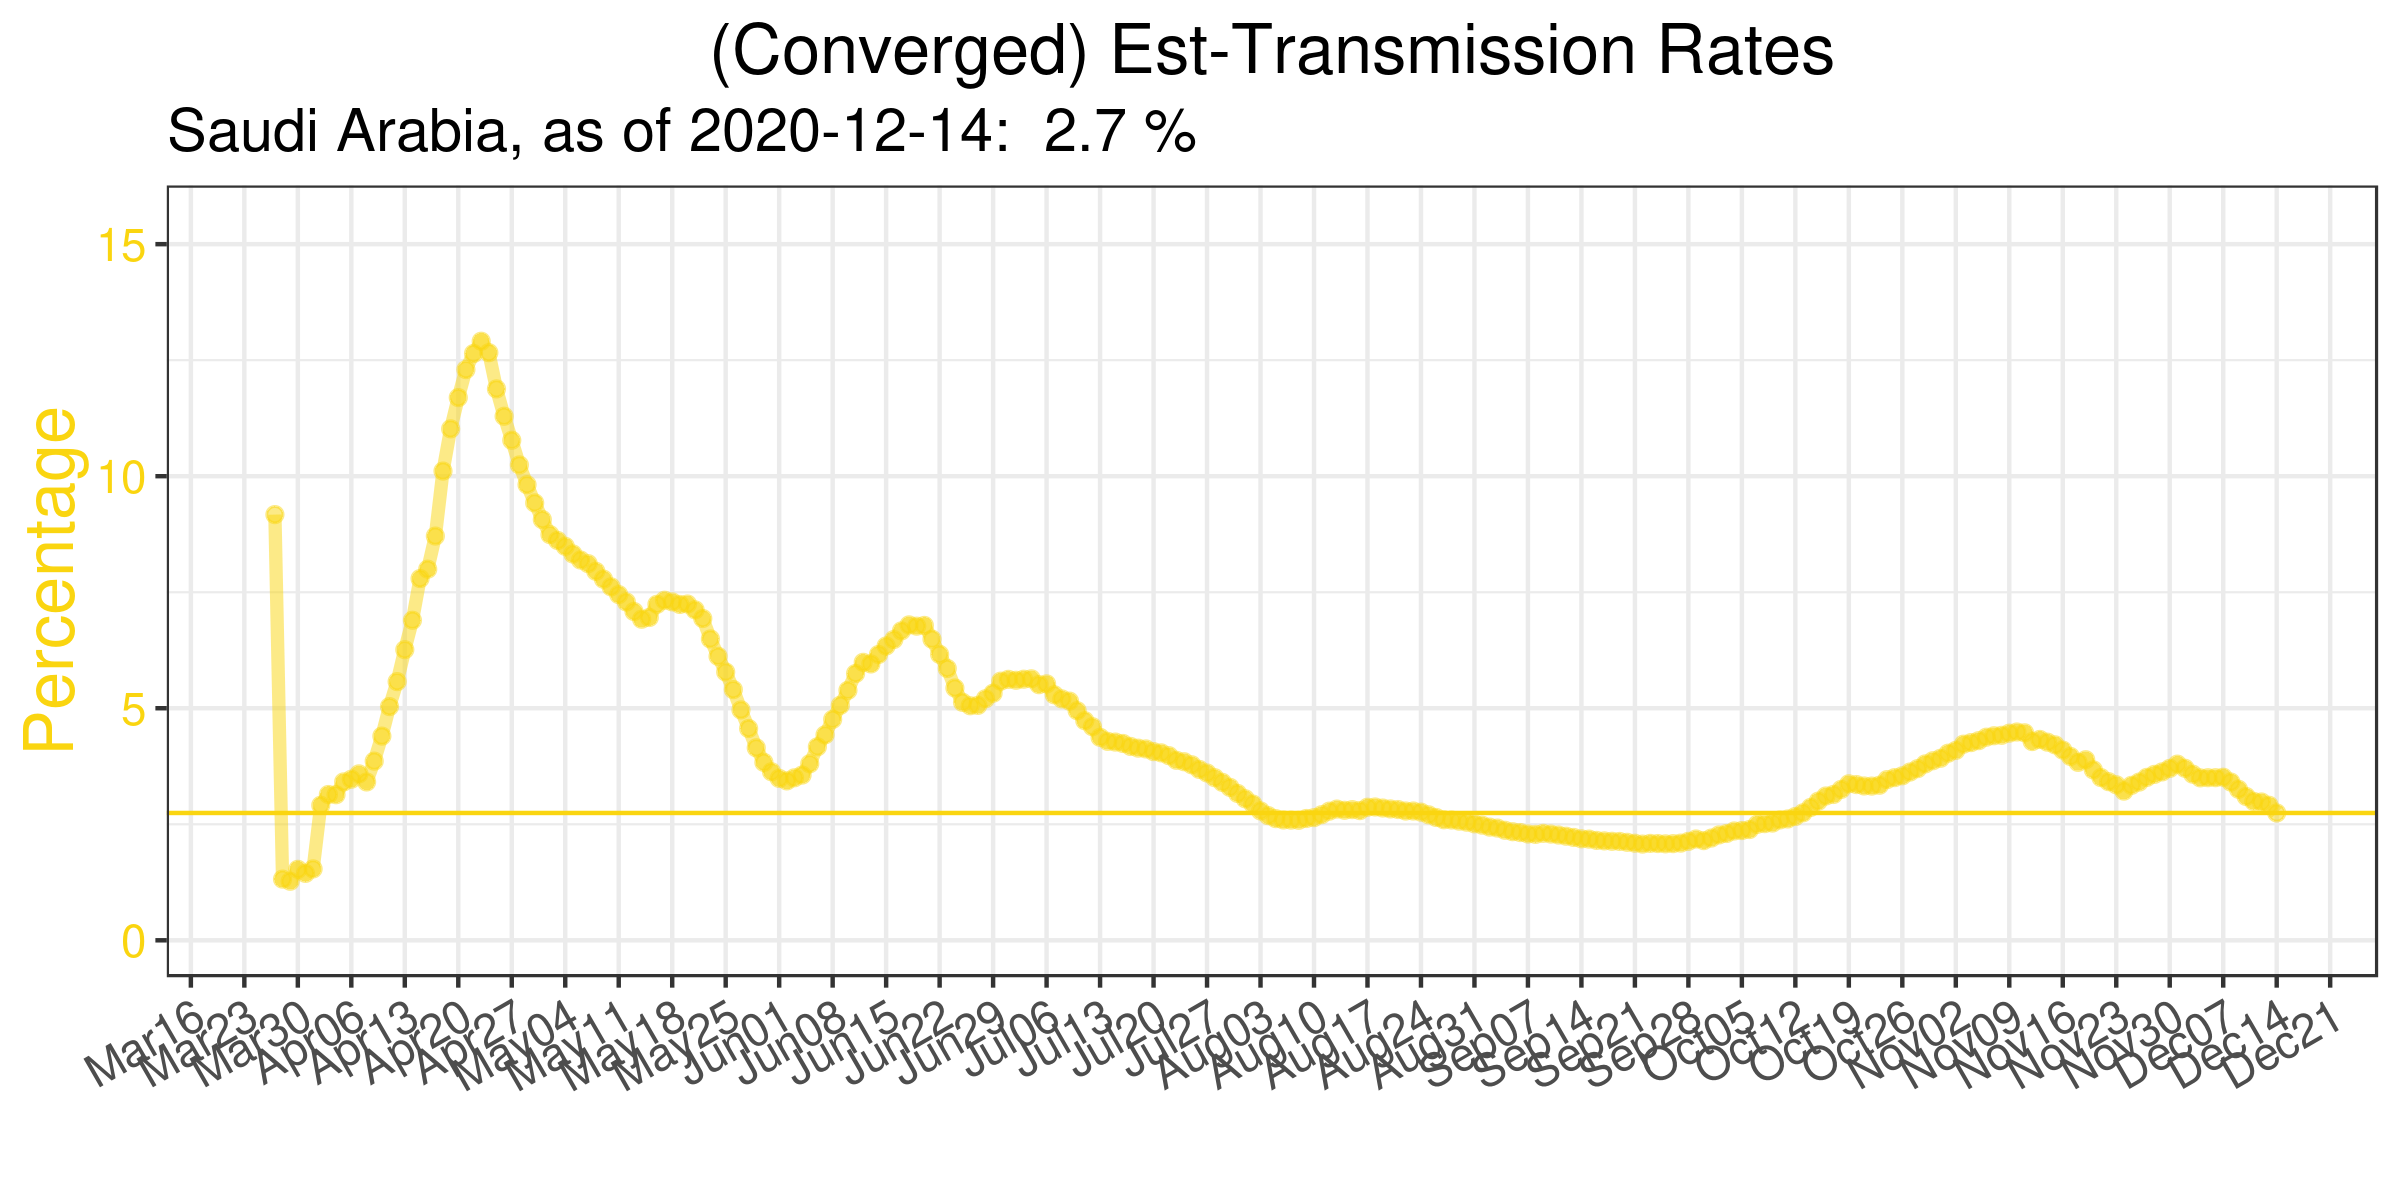 (Converged) Est-Transmission Rates
Saudi Arabia, as of 2020-12-14:  2.7 %
Percentage
15
10
5
0
Mar16
Mar23
Mar30
Apr06
Apr13
Apr20
Apr27
May04
May11
May18
May25
Jun01
Jun08
Jun15
Jun22
Jun29
Jul06
Jul13
Jul20
Jul27
Aug03
Aug10
Aug17
Aug24
Aug31
Sep07
Sep14
Sep21
Sep28
Oct05
Oct12
Oct19
Oct26
Nov02
Nov09
Nov16
Nov23
Nov30
Dec07
Dec14
Dec21